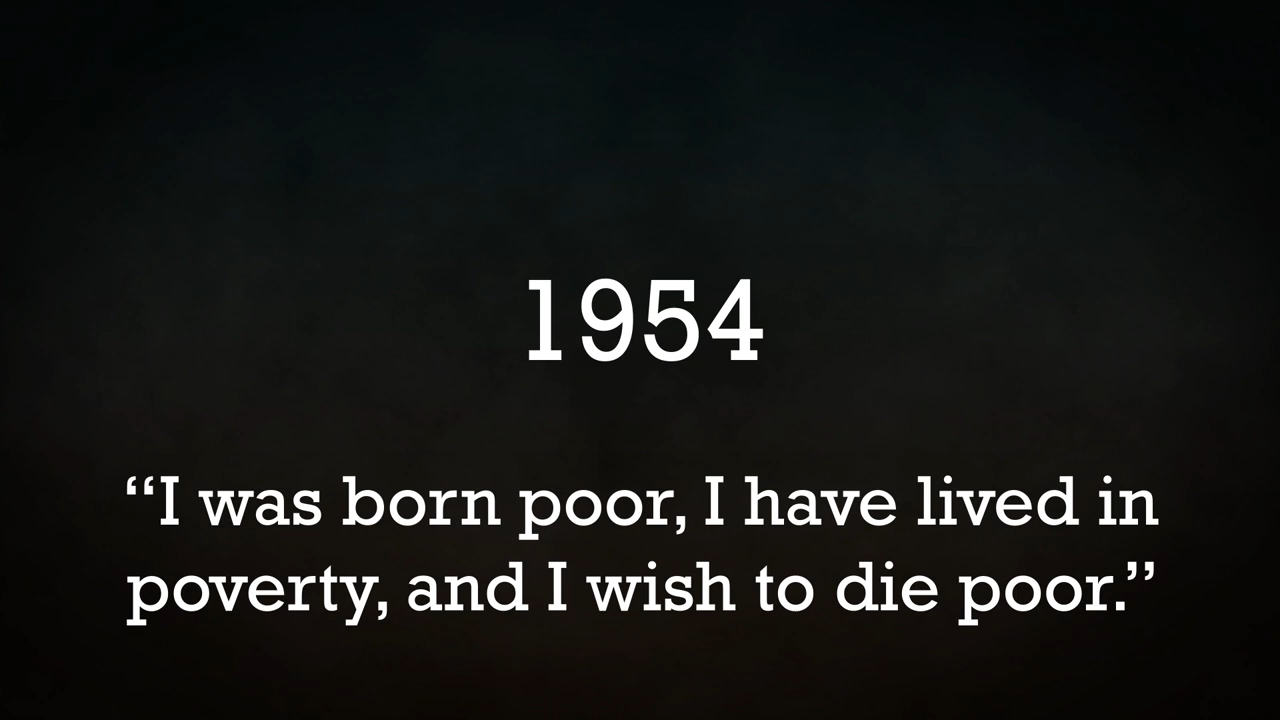 1954
“I was born poor, I have lived in
poverty, and I wish to die poor.”